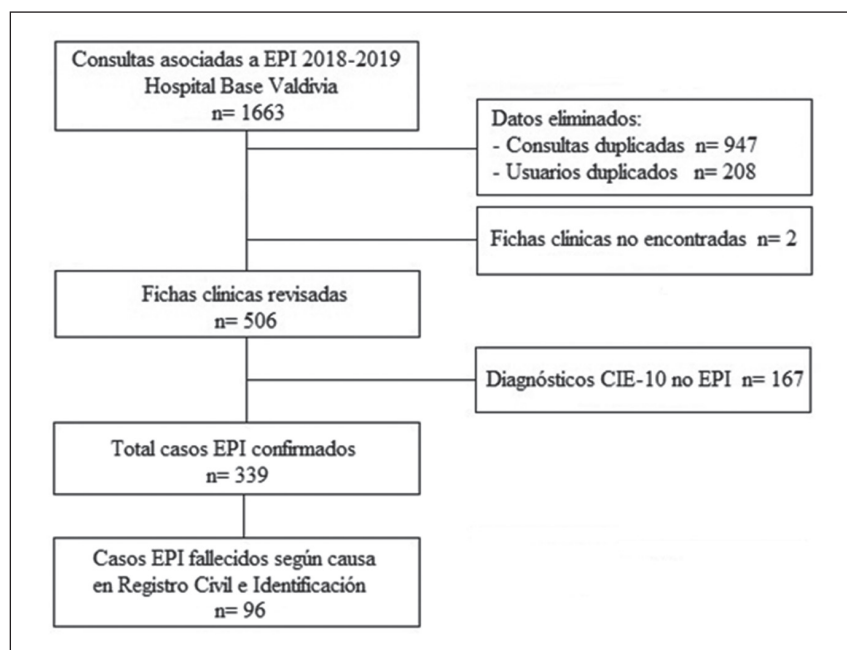 Consultas asociadas a EPI 2018-2019
Hospital Base Valdivia
n= 1663
Datos eliminados:
- Consultas duplicadas n= 947
- Usuarios duplicados n= 208
Fichas clínicas no encontradas n= 2
Fichas clínicas revisadas
n= 506
Diagnósticos CIE-10 no EPI n= 167
Total casos EPI confirmados
n= 339
Casos EPI fallecidos según causa
en Registro Civil e Identificación
n= 96